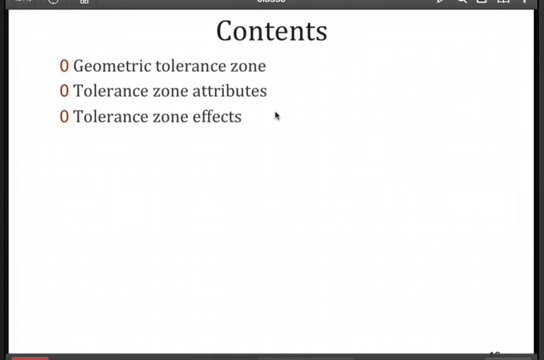 Contents
0 Geometric tolerance zone
0 Tolerance zone attributes
0 Tolerance zone effects